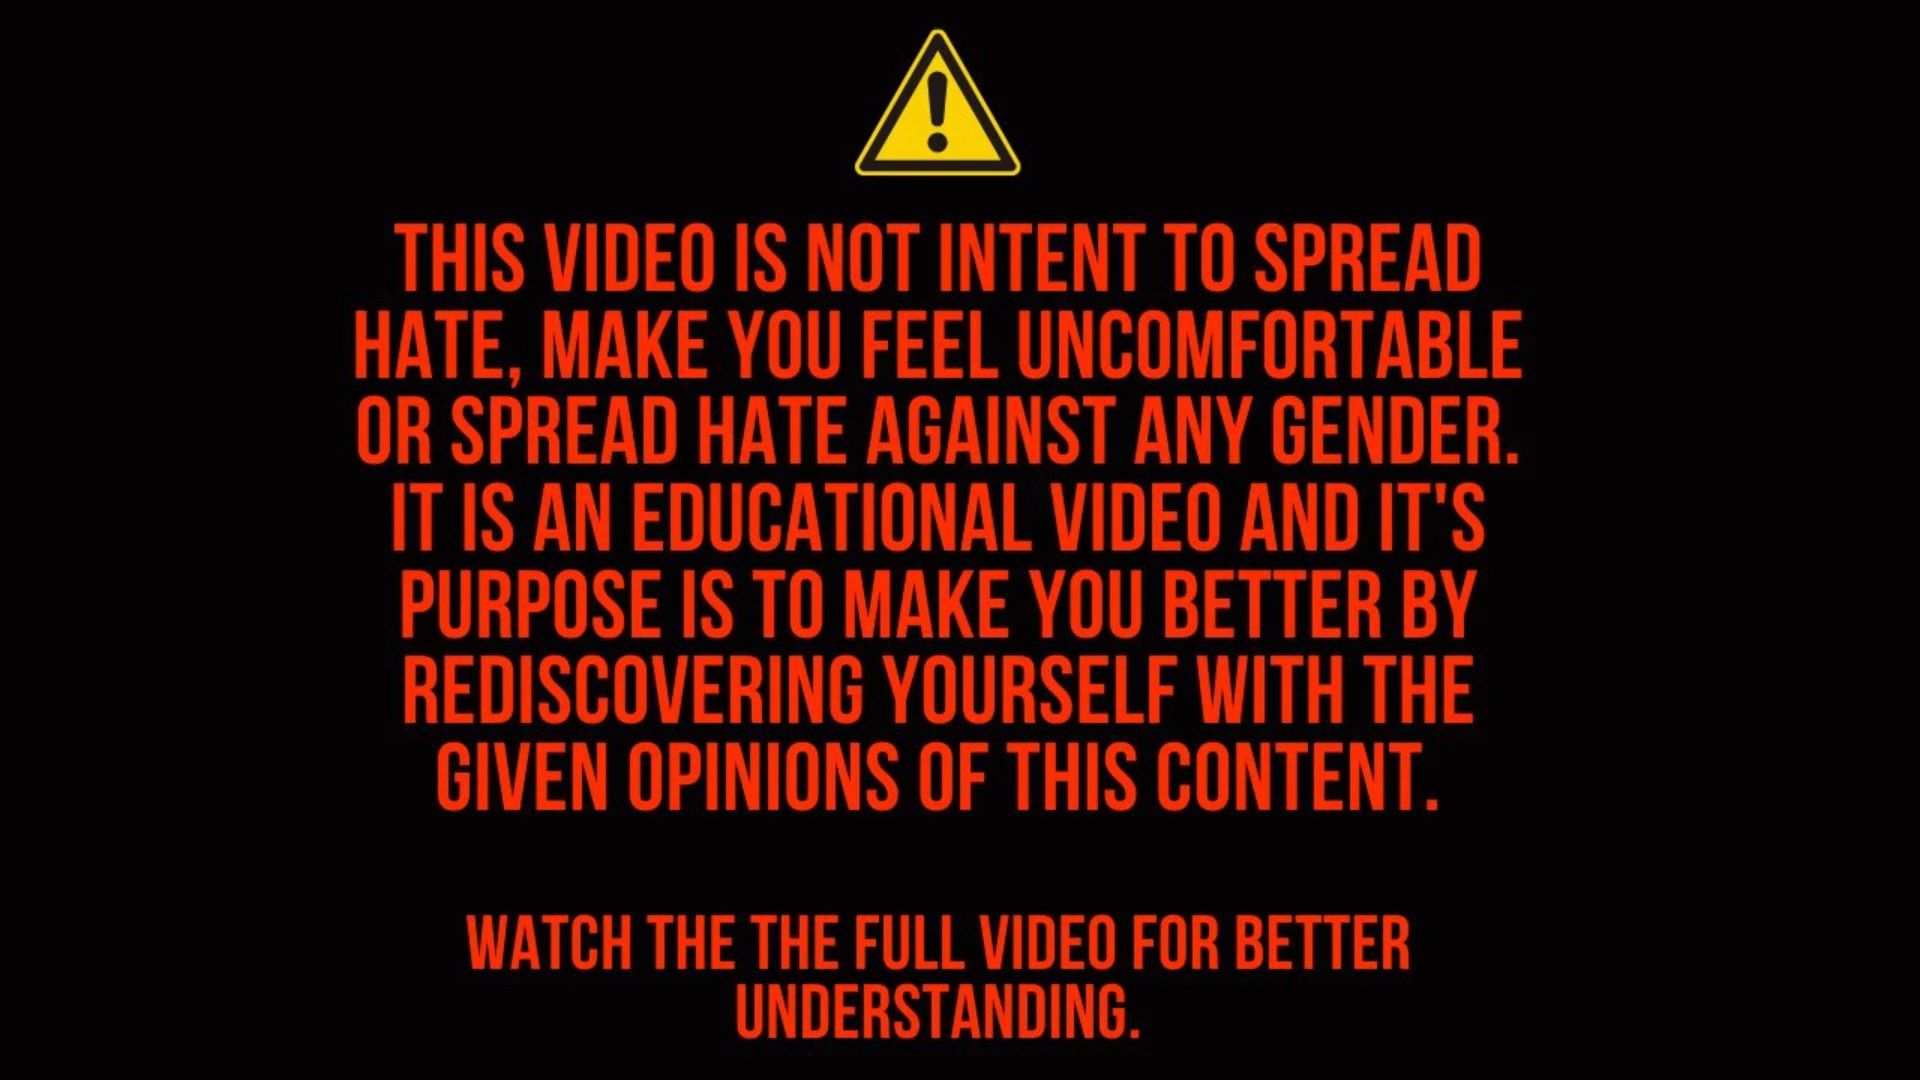 THIS VIDEO IS NOT INTENT TO SPREAD
HATE, MAKE YOU FEEL UNCOMFORTABLE
OR SPREAD HATE AGAINST ANY GENDER.
IT IS AN EDUCATIONAL VIDEO AND IT'S
PURPOSE IS TO MAKE YOU BETTER BY
REDISCOVERING YOURSELF WITH THE
GIVEN OPINIONS OF THIS CONTENT.
WATCH THE THE FULL VIDEO FOR BETTER
UNDERSTANDING.